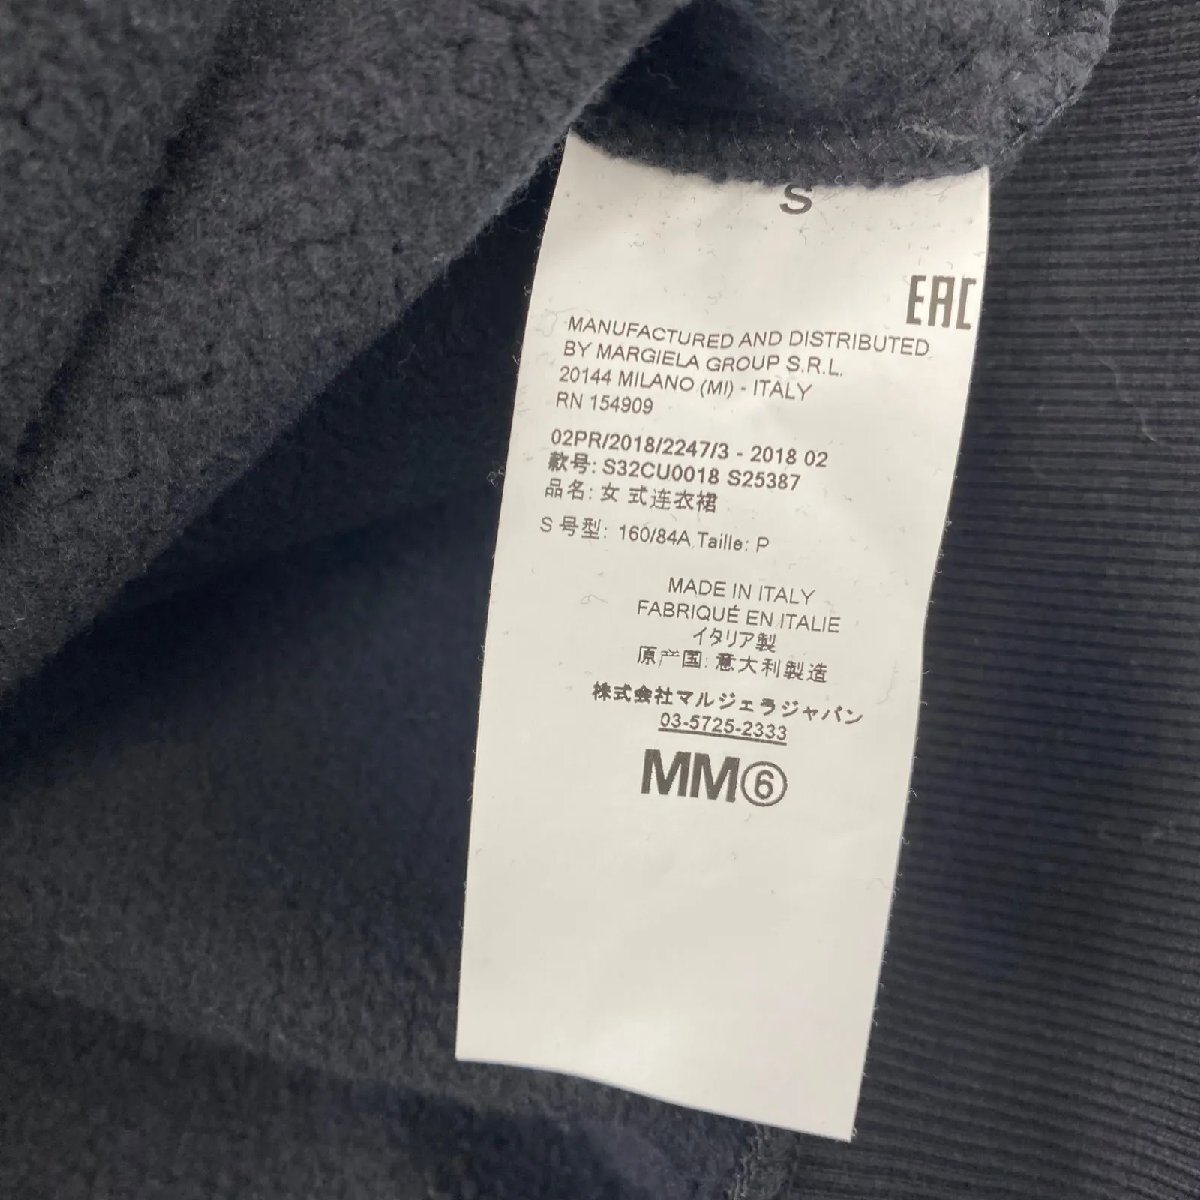 S
EAC
MANUFACTURED AND DISTRIBUTED
BY MARGIELA GROUP S.R.L.
20144 MILANO (MI) - ITALY
RN 154909
02PR/2018/2247/3 - 2018 02
款号: S32CU0018 S25387
品名: 女 式连衣裙
S 号型: 160/84A Taille: P
MADE IN ITALY
FABRIQUÉ EN ITALIE
イタリア製
原产国: 意大利製造
株式会社マルジェラジャパン
03-5725-2333
MM⑥